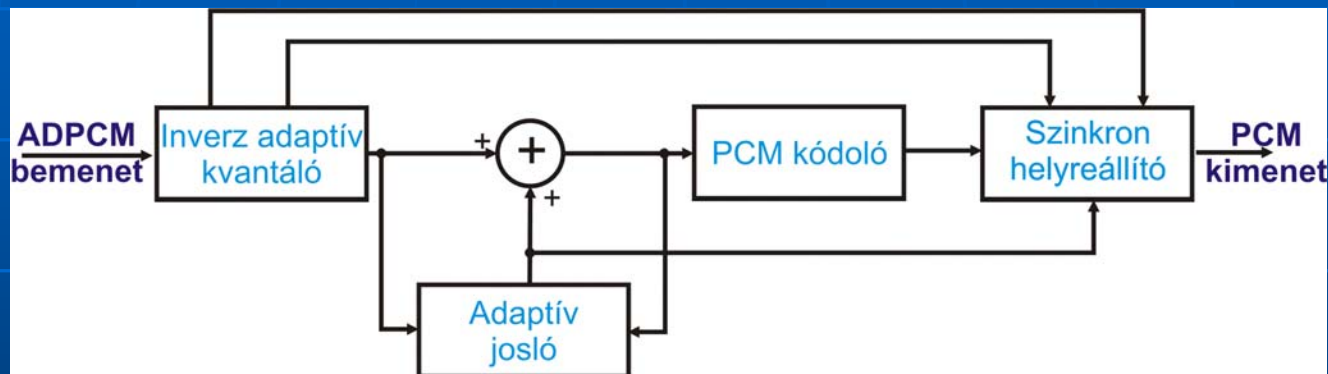 ADPCM
bemenet
Inverz adaptív
kvantáló
+
+
+
PCM kódoló
Szinkron
helyreállító
PCM
kimenet
Adaptív
josló